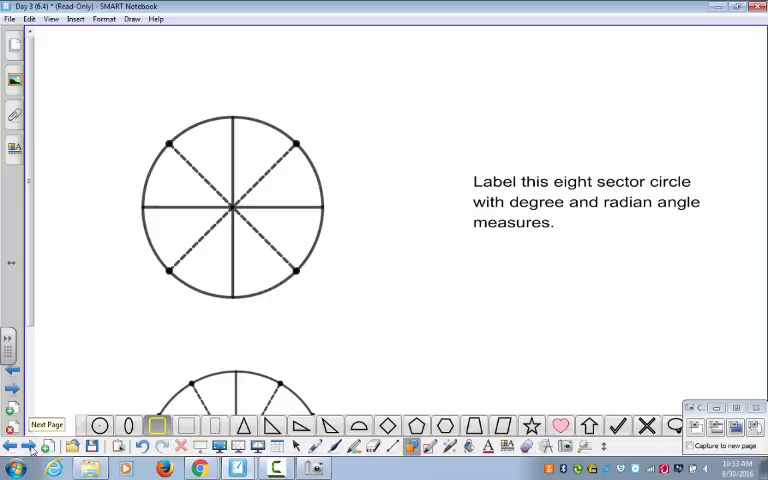 Day 3 (6.4) * (Read-Only) - SMART Notebook
File Edit View Insert Format Draw Help
Label this eight sector circle
with degree and radian angle
measures.
Next Page
C..
Capture to new page
10:53 AM
8/30/2016